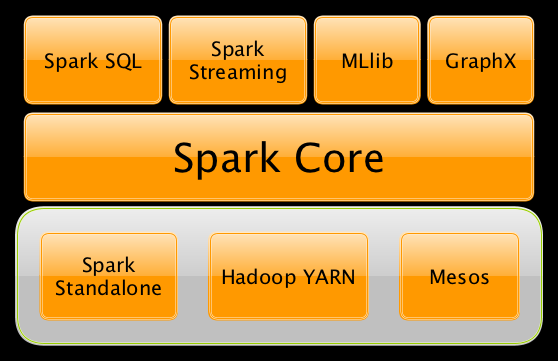 Spark SQL
Spark
Streaming
MLlib
GraphX
Spark Core
Spark
Standalone
Hadoop YARN
Mesos